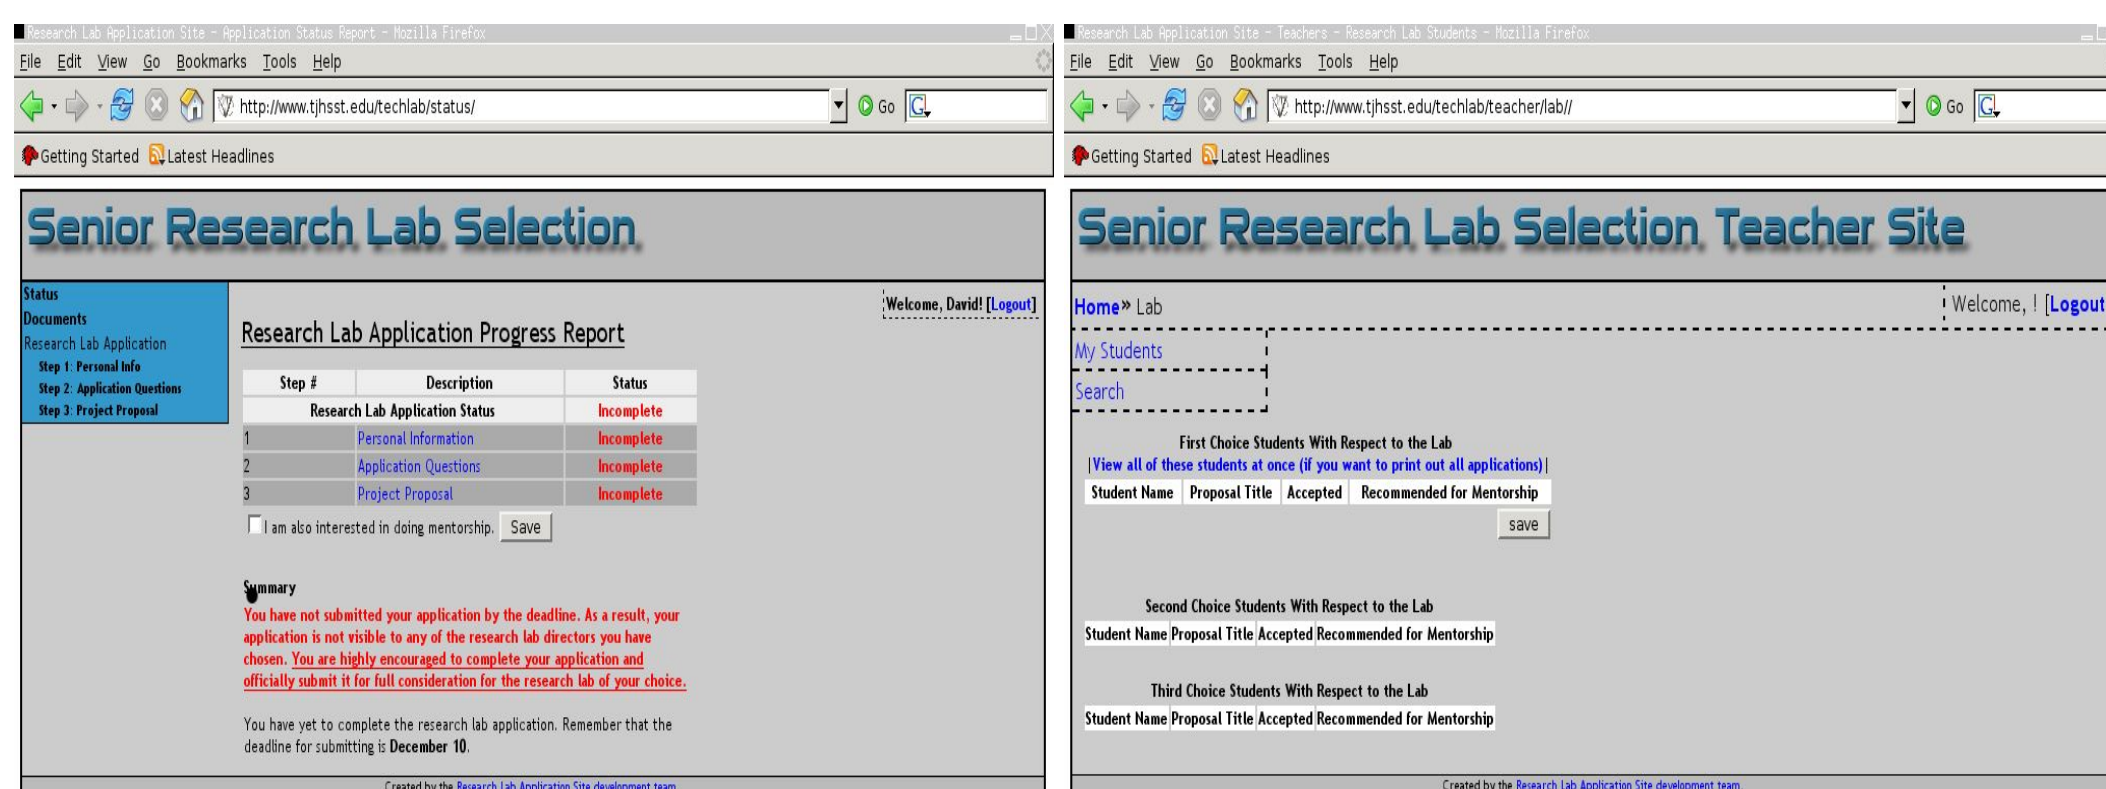 Research Lab Application Site - Application Status Report - Mozilla Firefox
File Edit View Go Bookmarks Tools Help
http://www.tjhsst.edu/techlab/status/
Go
Getting Started Latest Headlines
Senior Research Lab Selection
Status
Documents
Research Lab Application
Step 1: Personal Info
Step 2: Application Questions
Step 3: Project Proposal
Welcome, David! [Logout]
Research Lab Application Progress Report
Step # Description Status
Research Lab Application Status Incomplete
1 Personal Information Incomplete
2 Application Questions Incomplete
3 Project Proposal Incomplete
I am also interested in doing mentorship. Save
Summary
You have not submitted your application by the deadline. As a result, your
application is not visible to any of the research lab directors you have
chosen. You are highly encouraged to complete your application and
officially submit it for full consideration for the research lab of your choice.
You have yet to complete the research lab application. Remember that the
deadline for submitting is December 10.
Created by the Research Lab Application Site development team
Research Lab Application Site - Teachers - Research Lab Students - Mozilla Firefox
File Edit View Go Bookmarks Tools Help
http://www.tjhsst.edu/techlab/teacher/lab//
Go
Getting Started Latest Headlines
Senior Research Lab Selection Teacher Site
Home» Lab
Welcome, ! [Logout
My Students
Search
First Choice Students With Respect to the Lab
|View all of these students at once (if you want to print out all applications)|
Student Name Proposal Title Accepted Recommended for Mentorship
save
Second Choice Students With Respect to the Lab
Student Name Proposal Title Accepted Recommended for Mentorship
Third Choice Students With Respect to the Lab
Student Name Proposal Title Accepted Recommended for Mentorship
Created by the Research Lab Application Site development team